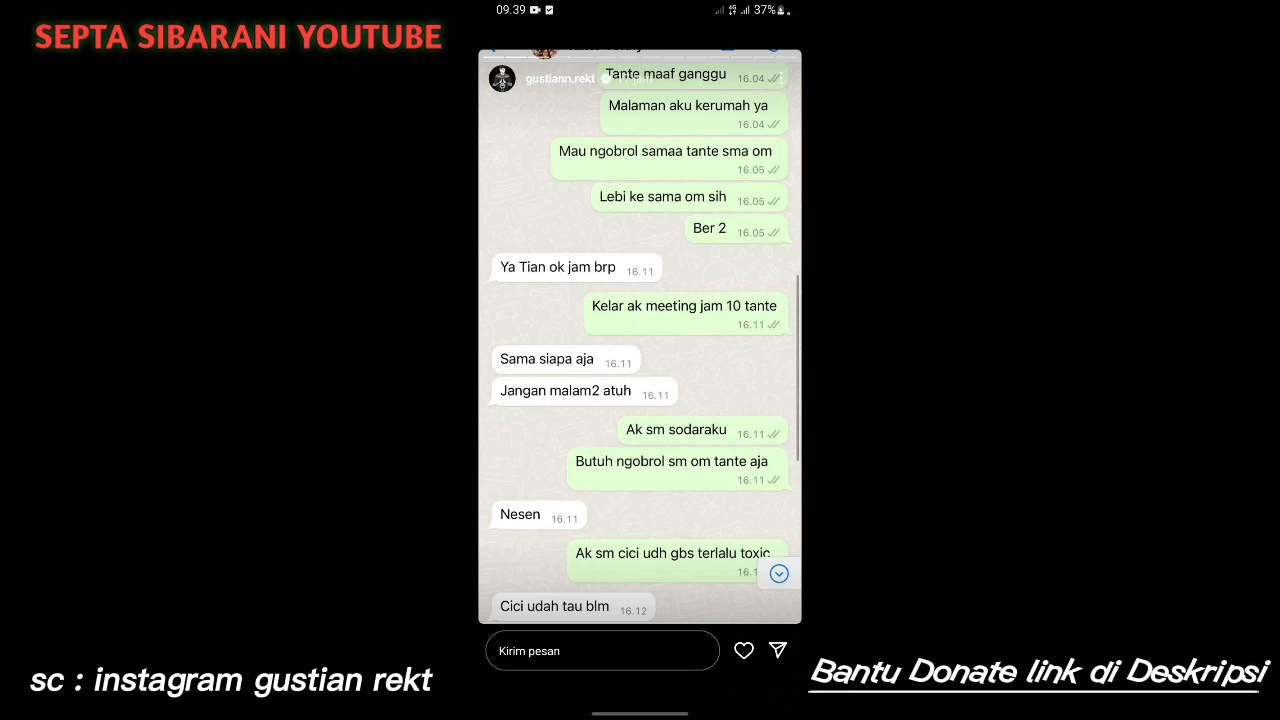 SEPTA SIBARANI YOUTUBE
09.39
4G
37%
gustiann.rekt
Tante maaf ganggu 16.04
Malaman aku kerumah ya
16.04
Mau ngobrol samaa tante sma om
16.05
Lebi ke sama om sih 16.05
Ber 2 16.05
Ya Tian ok jam brp 16.11
Kelar ak meeting jam 10 tante
16.11
Sama siapa aja 16.11
Jangan malam2 atuh 16.11
Ak sm sodaraku 16.11
Butuh ngobrol sm om tante aja
16.11
Nesen 16.11
Ak sm cici udh gbs terlalu toxic
Cici udah tau blm 16.12
Kirim pesan
sc : instagram gustian rekt
Bantu Donate link di Deskripsi